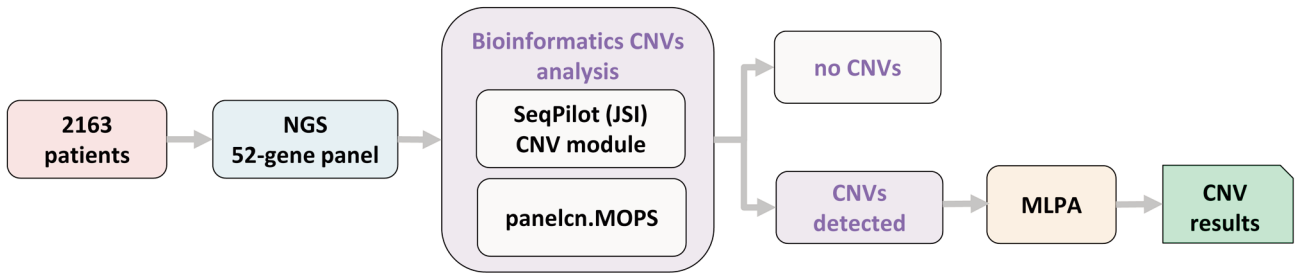 2163
patients
NGS
52-gene panel
Bioinformatics CNVs
analysis
SeqPilot (JSI)
CNV module
panelcn.MOPS
no CNVs
CNVs
detected
MLPA
CNV
results